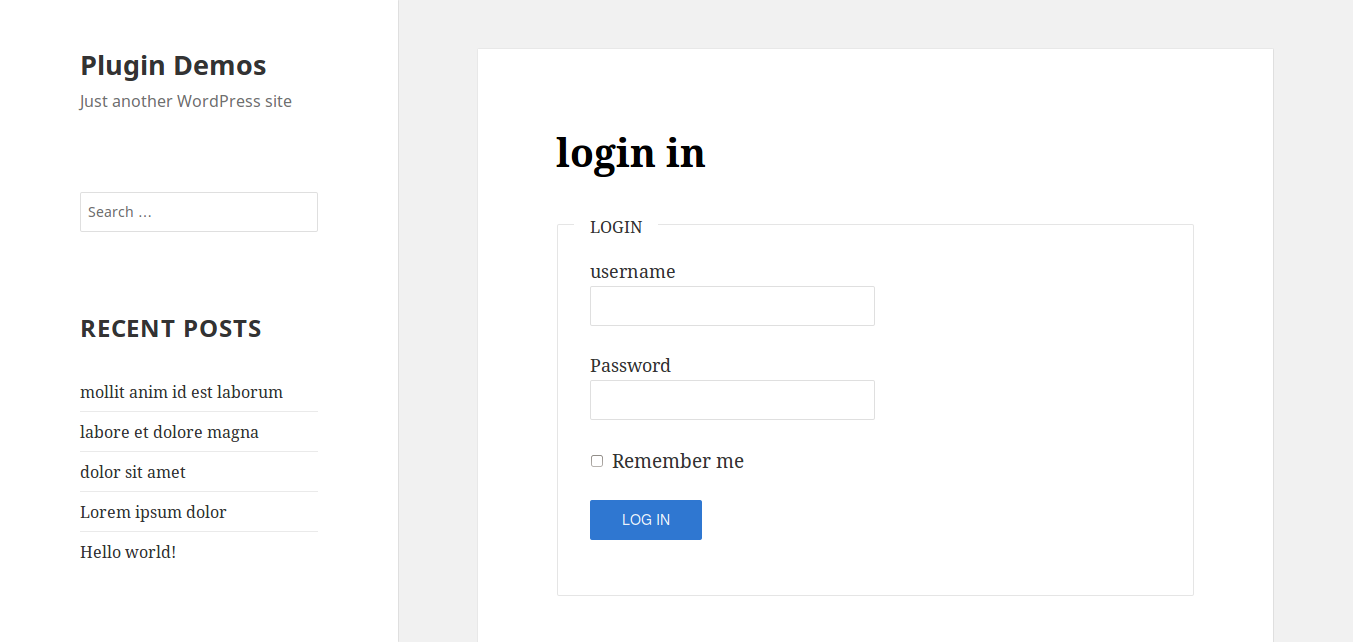 Plugin Demos
Just another WordPress site
Search …
RECENT POSTS
mollit anim id est laborum
labore et dolore magna
dolor sit amet
Lorem ipsum dolor
Hello world!
login in
LOGIN
username
Password
Remember me
LOG IN